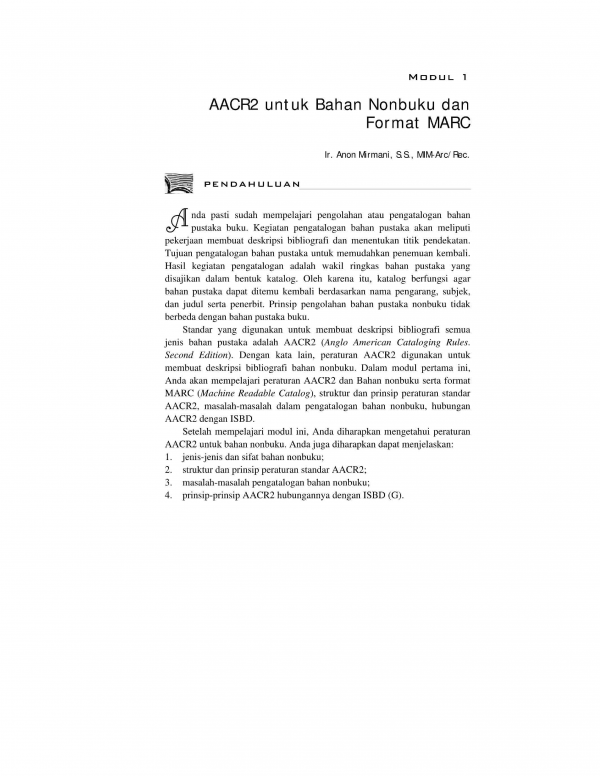 MODUL 1
AACR2 untuk Bahan Nonbuku dan
Format MARC
Ir. Anon Mirmani, S.S., MIM-Arc/Rec.
PENDAHULUAN
Anda pasti sudah mempelajari pengolahan atau pengatalogan bahan
pustaka buku. Kegiatan pengatalogan bahan pustaka akan meliputi
pekerjaan membuat deskripsi bibliografi dan menentukan titik pendekatan.
Tujuan pengatalogan bahan pustaka untuk memudahkan penemuan kembali.
Hasil kegiatan pengatalogan adalah wakil ringkas bahan pustaka yang
disajikan dalam bentuk katalog. Oleh karena itu, katalog berfungsi agar
bahan pustaka dapat ditemu kembali berdasarkan nama pengarang, subjek,
dan judul serta penerbit. Prinsip pengolahan bahan pustaka nonbuku tidak
berbeda dengan bahan pustaka buku.
Standar yang digunakan untuk membuat deskripsi bibliografi semua
jenis bahan pustaka adalah AACR2 (Anglo American Cataloging Rules.
Second Edition). Dengan kata lain, peraturan AACR2 digunakan untuk
membuat deskripsi bibliografi bahan nonbuku. Dalam modul pertama ini,
Anda akan mempelajari peraturan AACR2 dan Bahan nonbuku serta format
MARC (Machine Readable Catalog), struktur dan prinsip peraturan standar
AACR2, masalah-masalah dalam pengatalogan bahan nonbuku, hubungan
AACR2 dengan ISBD.
Setelah mempelajari modul ini, Anda diharapkan mengetahui peraturan
AACR2 untuk bahan nonbuku. Anda juga diharapkan dapat menjelaskan:
1. jenis-jenis dan sifat bahan nonbuku;
2. struktur dan prinsip peraturan standar AACR2;
3. masalah-masalah pengatalogan bahan nonbuku;
4. prinsip-prinsip AACR2 hubungannya dengan ISBD (G).